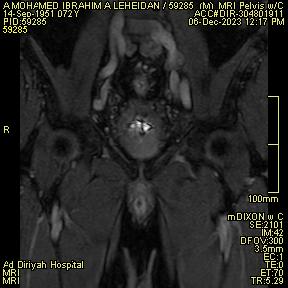 A MOHAMED IBRAHIM A LEHEIDAN / 59285 (M) MRI Pelvis w/C
14-Sep-1951 072Y ACC#DIR-304801911
PID:59285 06-Dec-2023 12:17 PM
59285
R
100mm
mDIXON w C
SE:2101
IM:42
DFOV:300
3.5mm
EC:1
Ad Diriyah Hospital TE:0
MRI ET:70
MRI TR:5.29